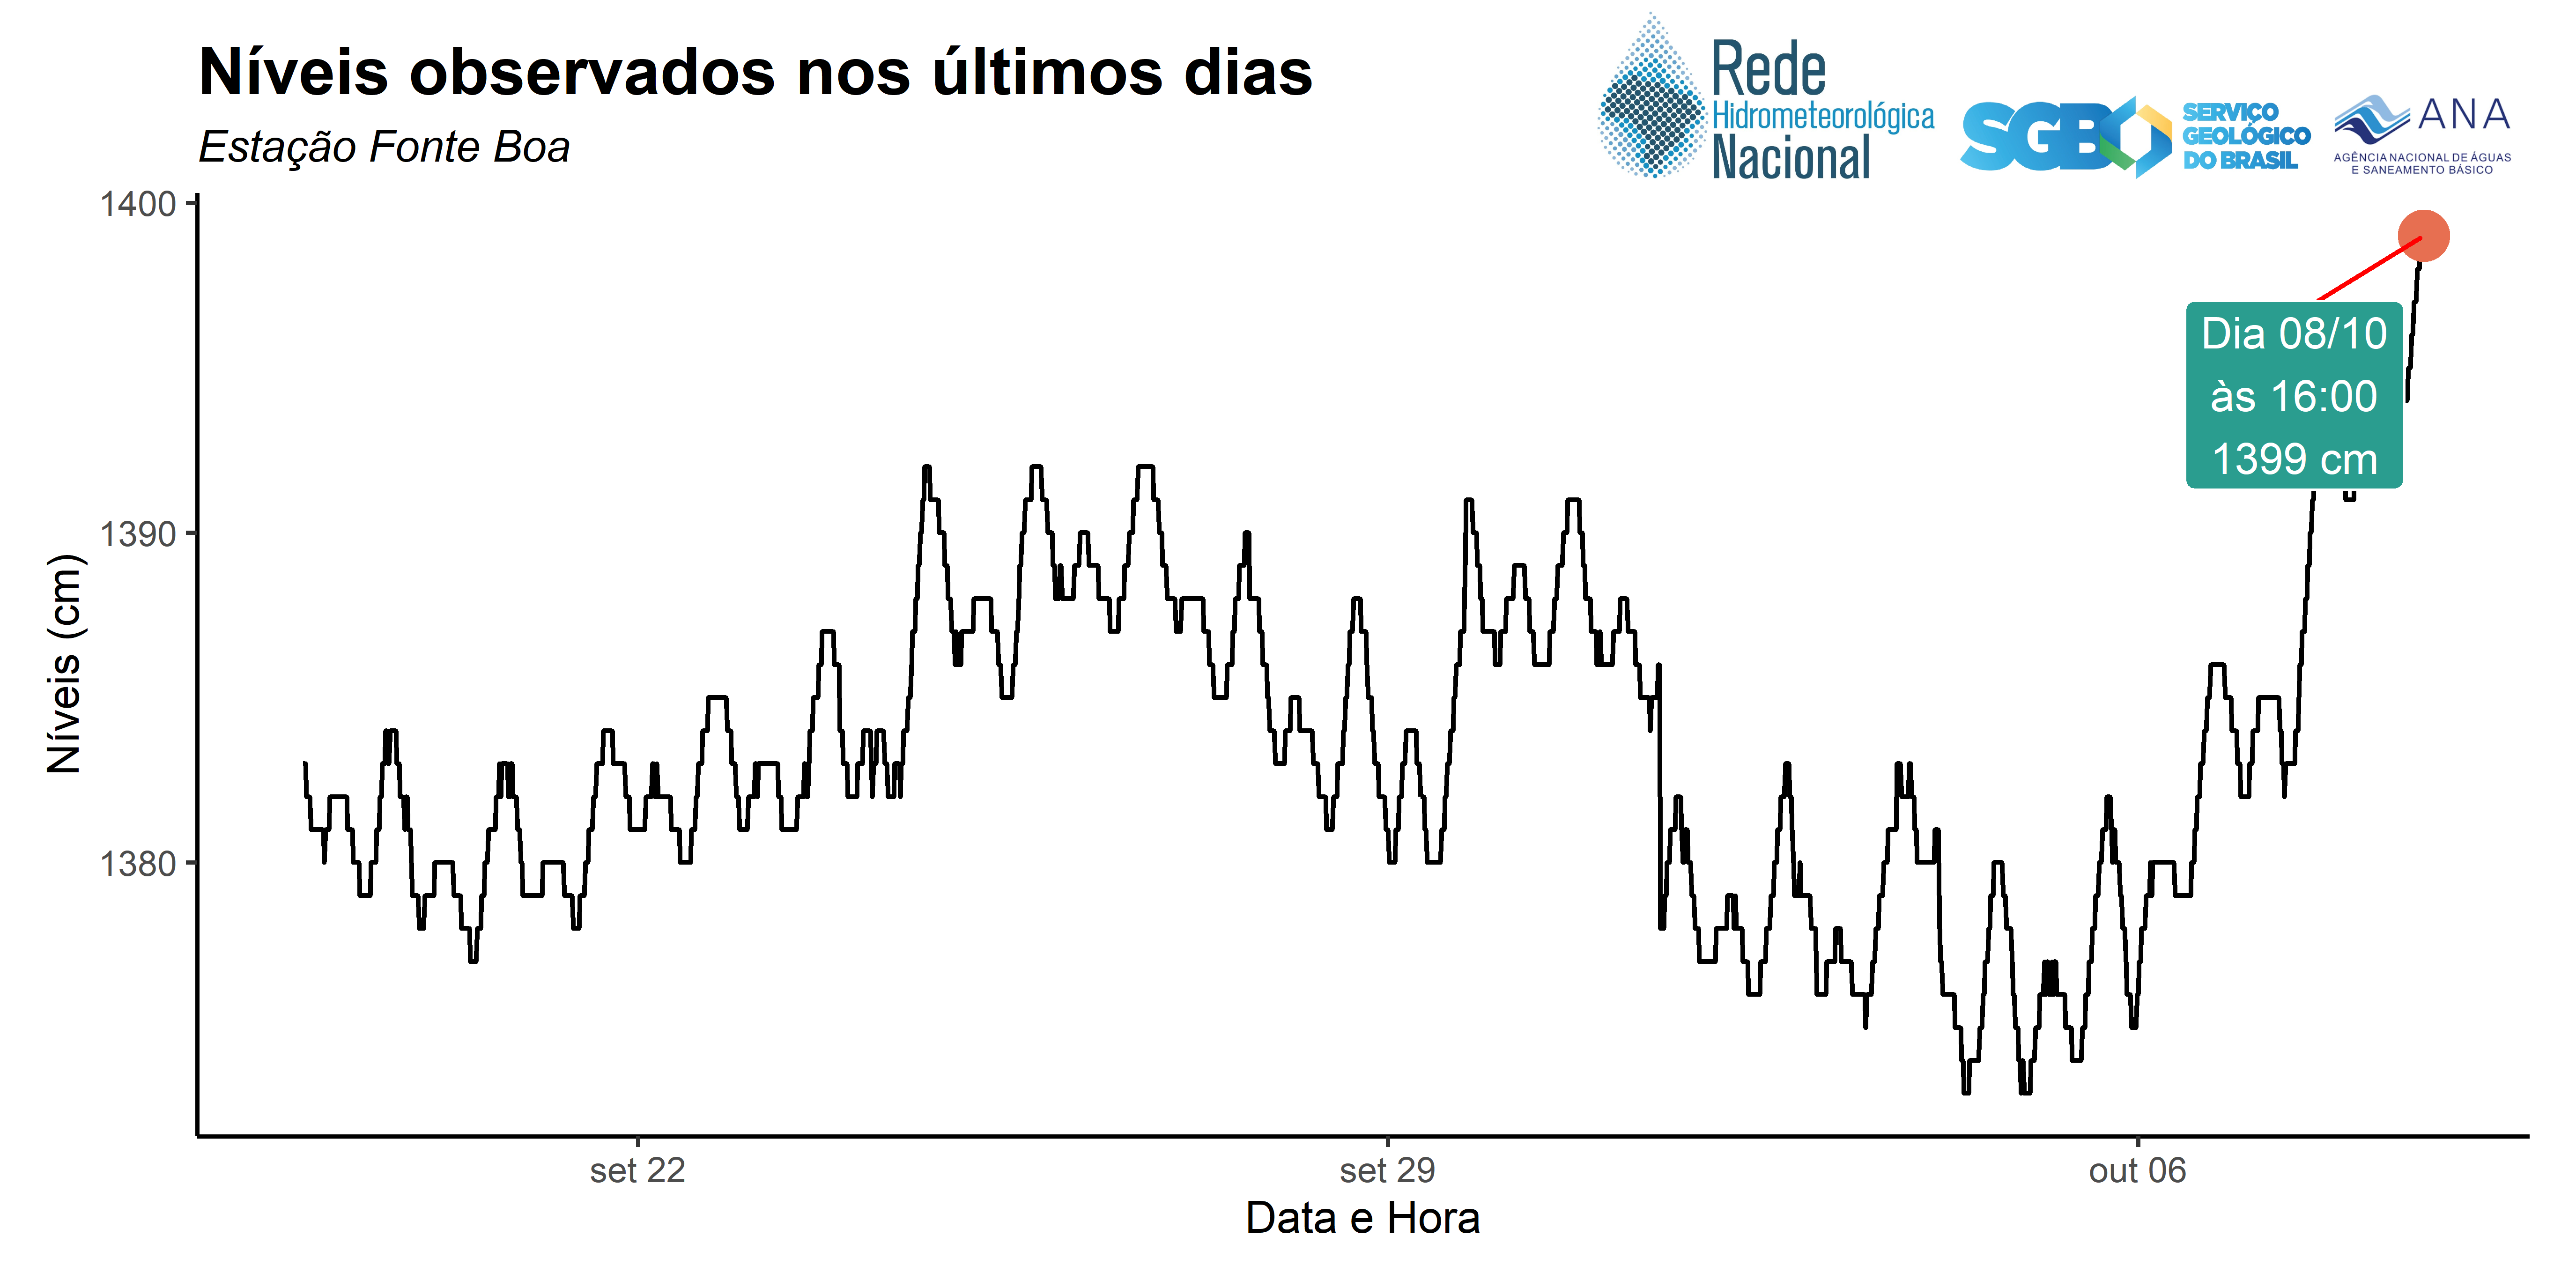 Níveis observados nos últimos dias
Estação Fonte Boa
Rede
Hidrometeorológica
Nacional
SGB
SERVIÇO
GEOLÓGICO
DO BRASIL
ANA
AGÊNCIA NACIONAL DE ÁGUAS
E SANEAMENTO BÁSICO
1400
1390
1380
Níveis (cm)
Dia 08/10
às 16:00
1399 cm
set 22
set 29
out 06
Data e Hora